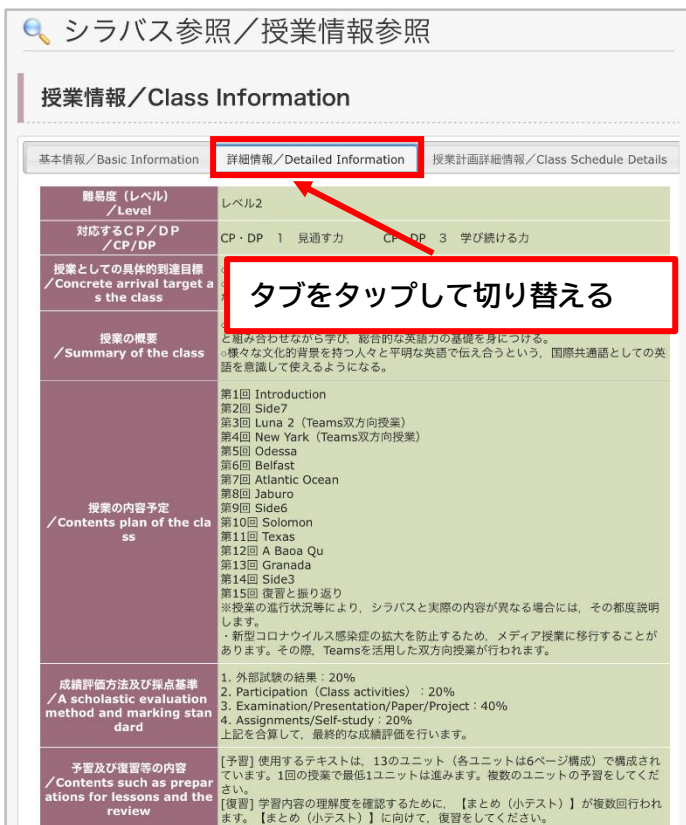 シラバス参照／授業情報参照
授業情報／Class Information
基本情報／Basic Information
詳細情報／Detailed Information
授業計画詳細情報／Class Schedule Details
難易度（レベル）
／Level
レベル2
対応するＣＰ／ＤＰ
／CP/DP
CP・DP　1　見通す力　　　CP・DP　3　学び続ける力
授業としての具体的到達目標
／Concrete arrival target a
s the class
タブをタップして切り替える
授業の概要
／Summary of the class
と組み合わせながら学び，総合的な英語力の基礎を身につける。
○様々な文化的背景を持つ人々と平明な英語で伝え合うという，国際共通語としての英
語を意識して使えるようになる。
授業の内容予定
／Contents plan of the cla
ss
第1回 Introduction
第2回 Side7
第3回 Luna 2（Teams双方向授業）
第4回 New Yark（Teams双方向授業）
第5回 Odessa
第6回 Belfast
第7回 Atlantic Ocean
第8回 Jaburo
第9回 Side6
第10回 Solomon
第11回 Texas
第12回 A Baoa Qu
第13回 Granada
第14回 Side3
第15回 復習と振り返り
※授業の進行状況等により，シラバスと実際の内容が異なる場合には，その都度説明
します。
・新型コロナウイルス感染症の拡大を防止するため，メディア授業に移行することが
あります。その際，Teamsを活用した双方向授業が行われます。
成績評価方法及び採点基準
／A scholastic evaluation
method and marking stan
dard
1. 外部試験の結果：20%
2. Participation（Class activities）：20%
3. Examination/Presentation/Paper/Project：40%
4. Assignments/Self-study：20%
上記を合算して，最終的な成績評価を行います。
予習及び復習等の内容
／Contents such as prepar
ations for lessons and the
review
[予習] 使用するテキストは，13のユニット（各ユニットは6ページ構成）で構成され
ています。1回の授業で最低1ユニットは進みます。複数のユニットの予習をしてくだ
さい。
[復習] 学習内容の理解度を確認するために，【まとめ（小テスト）】が複数回行われ
ます。【まとめ（小テスト）】に向けて，復習をしてください。